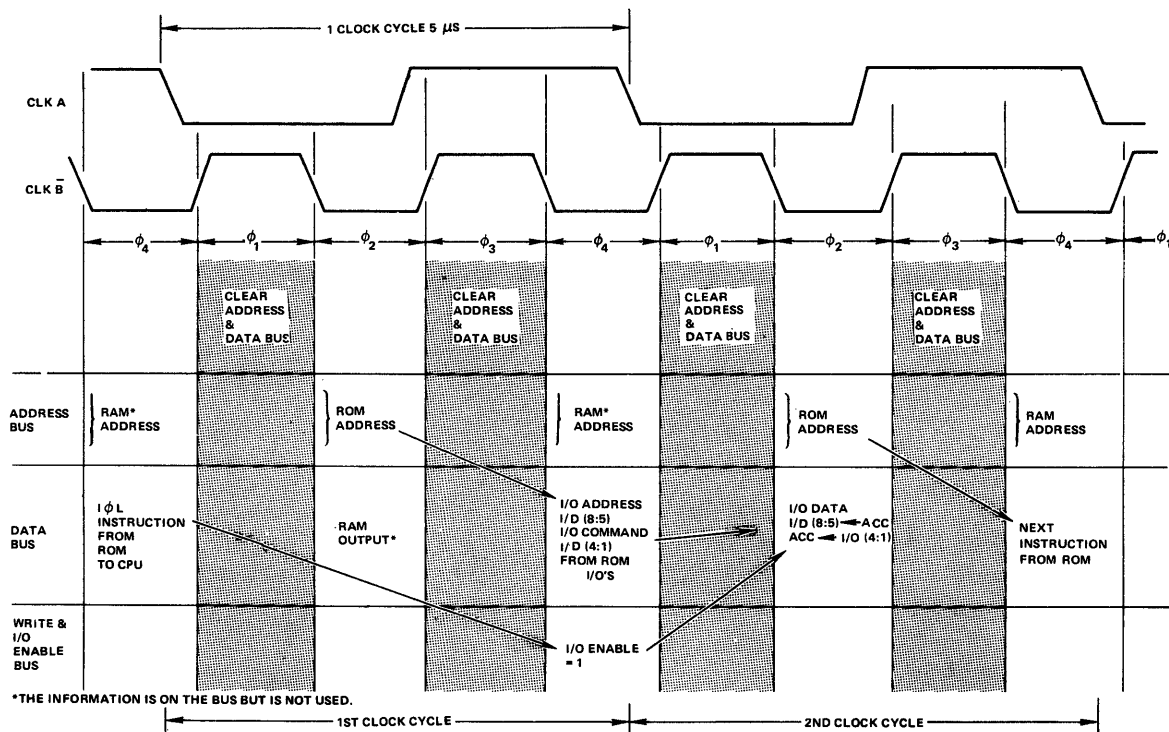 1 CLOCK CYCLE 5 μS
CLK A
CLK B̅
ϕ4
ϕ1
ϕ2
ϕ3
ϕ4
ϕ1
ϕ2
ϕ3
ϕ4
ϕ1
CLEAR
ADDRESS
&
DATA BUS
CLEAR
ADDRESS
&
DATA BUS
CLEAR
ADDRESS
&
DATA BUS
CLEAR
ADDRESS
&
DATA BUS
ADDRESS
BUS
RAM*
ADDRESS
ROM
ADDRESS
RAM*
ADDRESS
ROM
ADDRESS
RAM
ADDRESS
DATA
BUS
IϕL
INSTRUCTION
FROM
ROM
TO CPU
RAM
OUTPUT*
I/O ADDRESS
I/D (8:5)
I/O COMMAND
I/D (4:1)
FROM ROM
I/O'S
I/O DATA
I/D (8:5) ← ACC
ACC ← I/O (4:1)
NEXT
INSTRUCTION
FROM ROM
WRITE &
I/O
ENABLE
BUS
I/O ENABLE
= 1
*THE INFORMATION IS ON THE BUS BUT IS NOT USED.
1ST CLOCK CYCLE
2ND CLOCK CYCLE